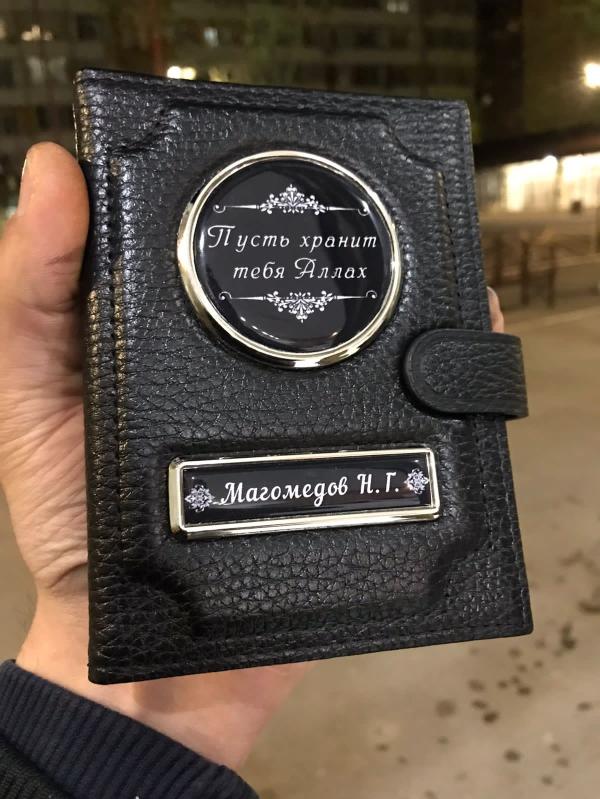 Пусть хранит
тебя Аллах
Магомедов Н.Г.